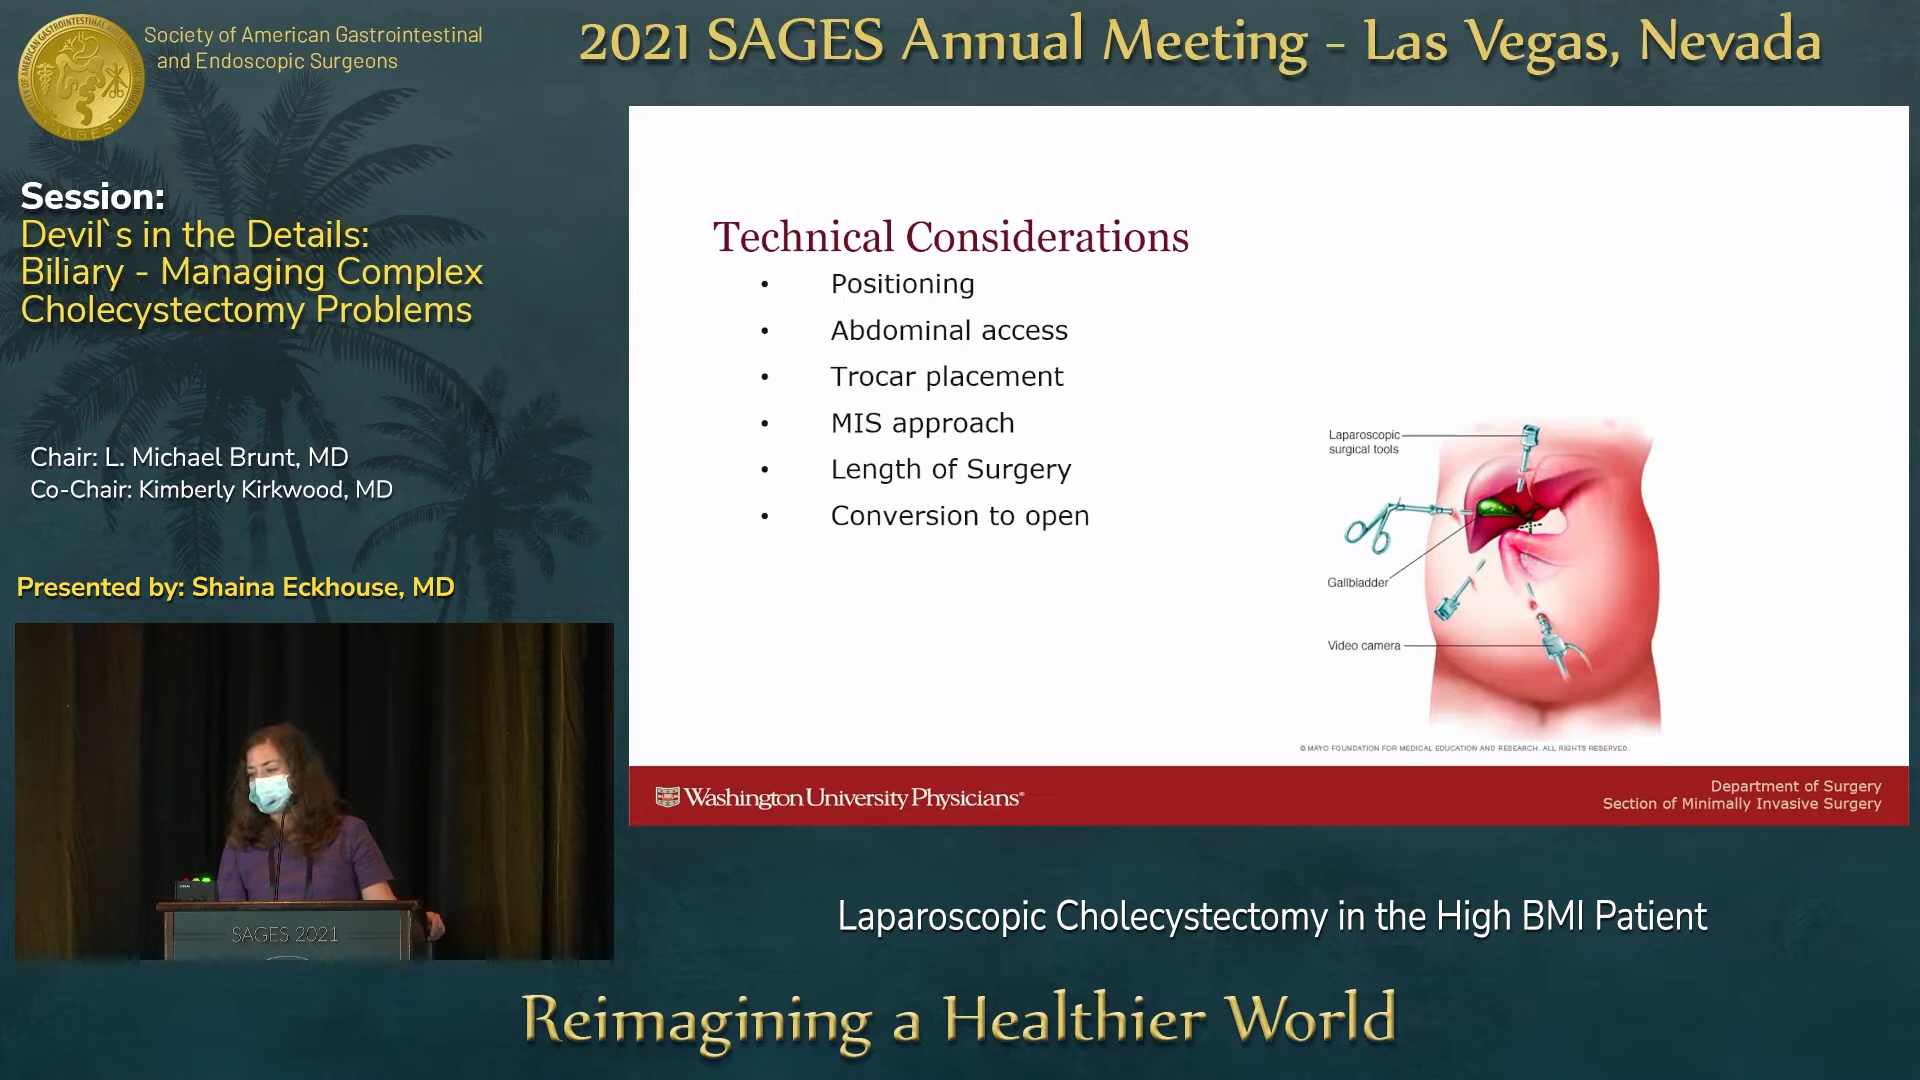 Society of American Gastrointestinal
and Endoscopic Surgeons
2021 SAGES Annual Meeting - Las Vegas, Nevada
SAGES
Session:
Devil`s in the Details:
Biliary - Managing Complex
Cholecystectomy Problems
Chair: L. Michael Brunt, MD
Co-Chair: Kimberly Kirkwood, MD
Presented by: Shaina Eckhouse, MD
SAGES 2021
Technical Considerations
• Positioning
• Abdominal access
• Trocar placement
• MIS approach
• Length of Surgery
• Conversion to open
Laparoscopic
surgical tools
Gallbladder
Video camera
© MAYO FOUNDATION FOR MEDICAL EDUCATION AND RESEARCH. ALL RIGHTS RESERVED.
Washington University Physicians®
Department of Surgery
Section of Minimally Invasive Surgery
Laparoscopic Cholecystectomy in the High BMI Patient
Reimagining a Healthier World